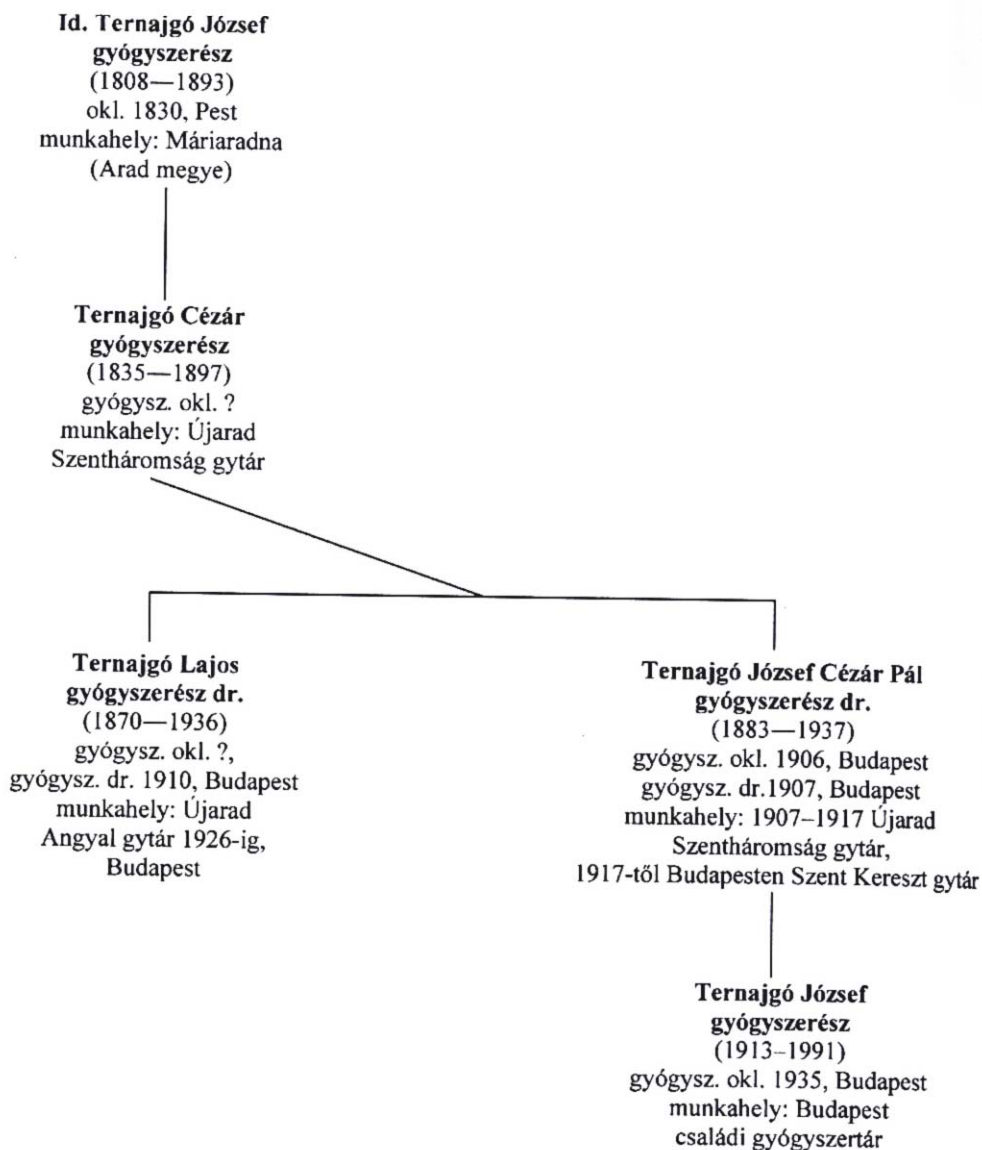 Id. Ternajgó József
gyógyszerész
(1808—1893)
okl. 1830, Pest
munkahely: Máriaradna
(Arad megye)
Ternajgó Cézár
gyógyszerész
(1835—1897)
gyógysz. okl. ?
munkahely: Újarad
Szentháromság gytár
Ternajgó Lajos
gyógyszerész dr.
(1870—1936)
gyógysz. okl. ?,
gyógysz. dr. 1910, Budapest
munkahely: Újarad
Angyal gytár 1926-ig,
Budapest
Ternajgó József Cézár Pál
gyógyszerész dr.
(1883—1937)
gyógysz. okl. 1906, Budapest
gyógysz. dr.1907, Budapest
munkahely: 1907–1917 Újarad
Szentháromság gytár,
1917-től Budapesten Szent Kereszt gytár
Ternajgó József
gyógyszerész
(1913–1991)
gyógysz. okl. 1935, Budapest
munkahely: Budapest
családi gyógyszertár